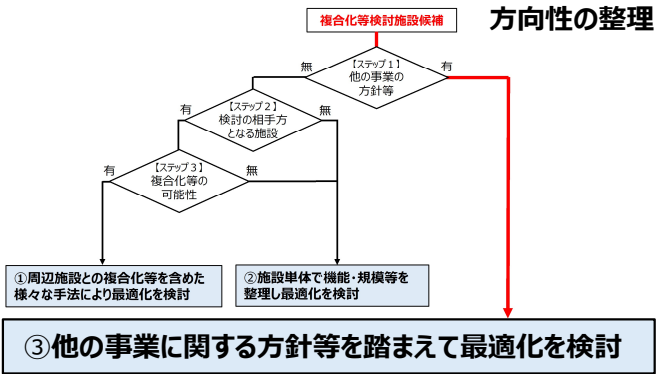 複合化等検討施設候補
方向性の整理
無
【ステップ1】
他の事業の
方針等
有
有
【ステップ2】
検討の相手方
となる施設
無
有
【ステップ3】
複合化等の
可能性
無
①周辺施設との複合化等を含めた
様々な手法により最適化を検討
②施設単体で機能・規模等を
整理し最適化を検討
③他の事業に関する方針等を踏まえて最適化を検討